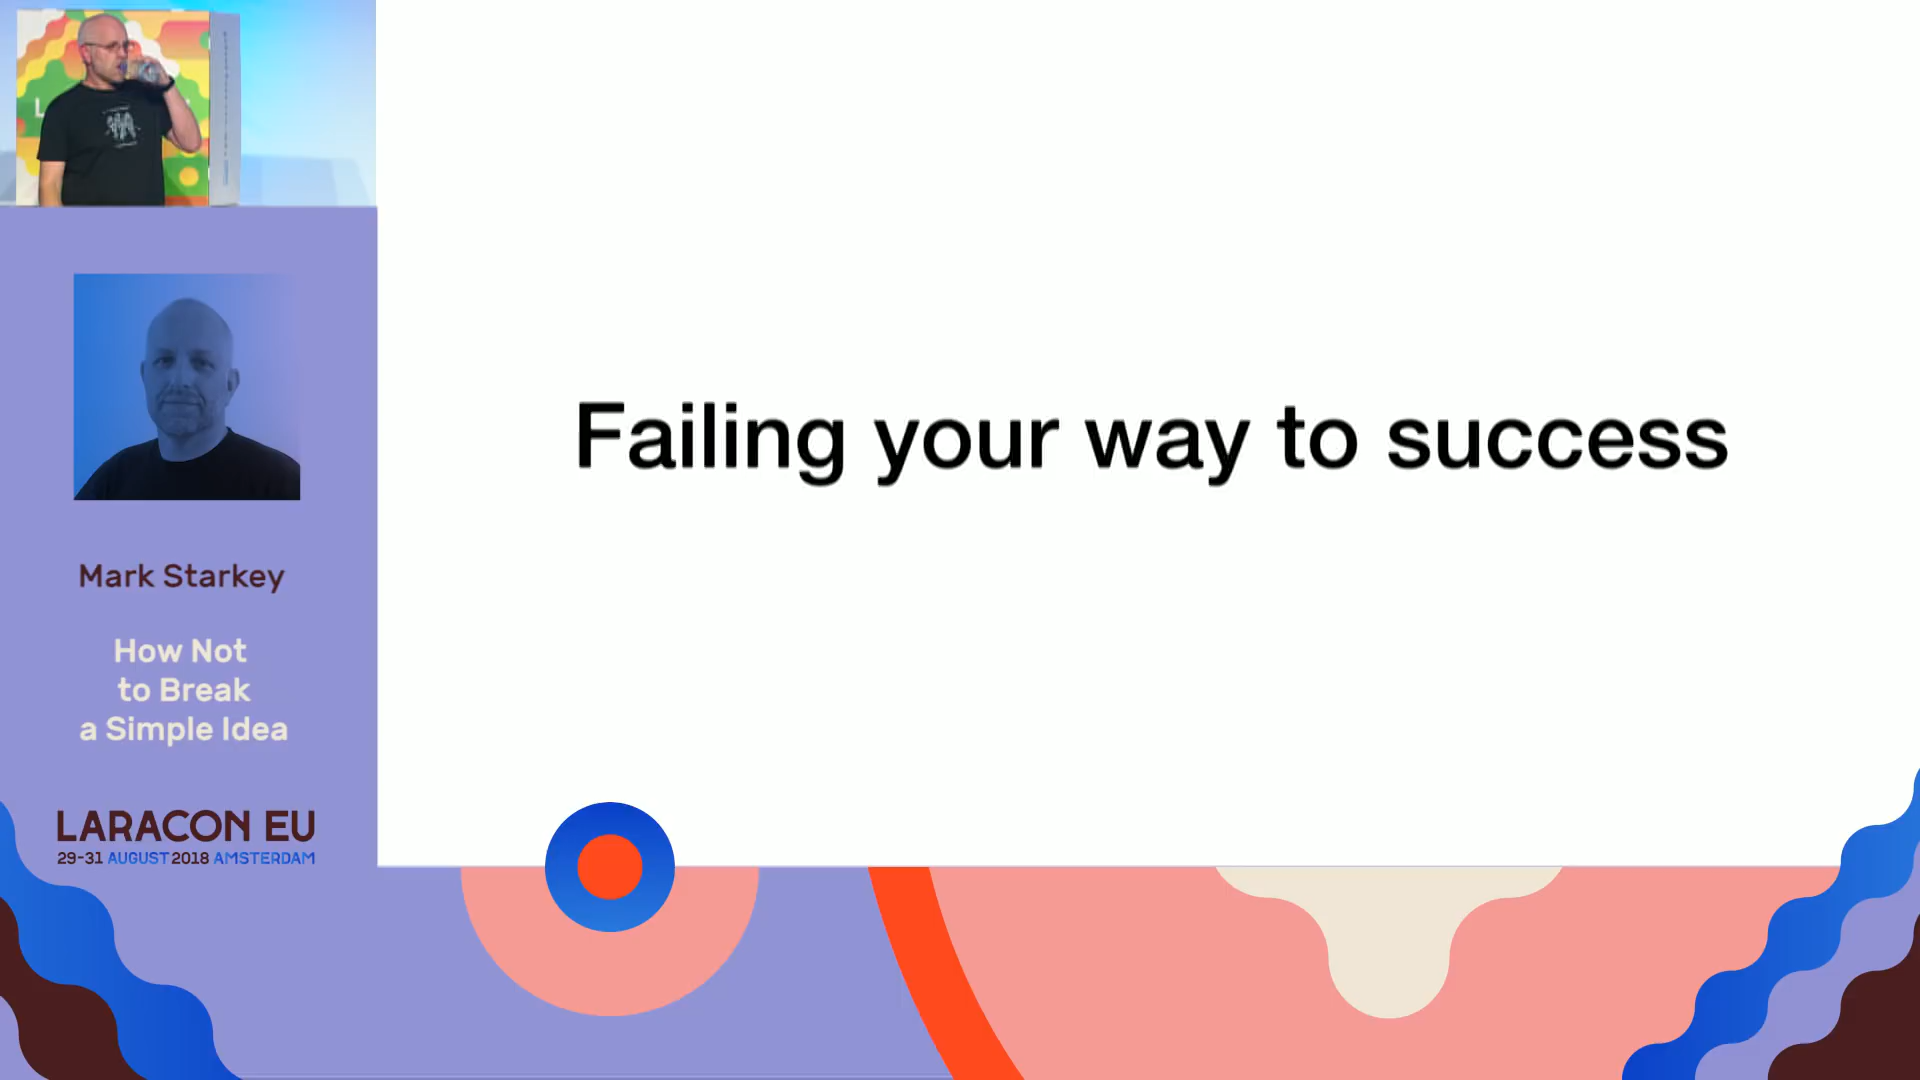 Failing your way to success
Mark Starkey
How Not
to Break
a Simple Idea
LARACON EU
29-31 AUGUST 2018 AMSTERDAM